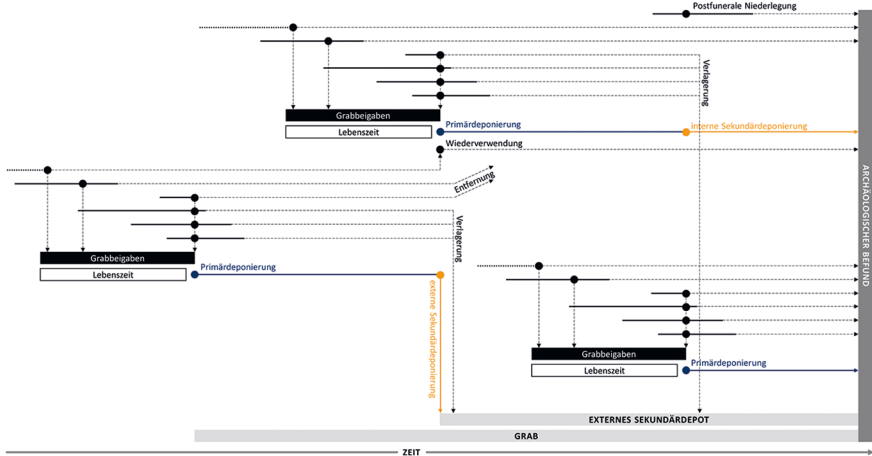 Postfunerale Niederlegung
Verlagerung
Grabbeigaben
Lebenszeit
Primärdeponierung
interne Sekundärdeponierung
Wiederverwendung
Entfernung
Verlagerung
Grabbeigaben
Lebenszeit
Primärdeponierung
externe Sekundärdeponierung
Grabbeigaben
Lebenszeit
Primärdeponierung
ARCHÄOLOGISCHER BEFUND
EXTERNES SEKUNDÄRDEPOT
GRAB
ZEIT